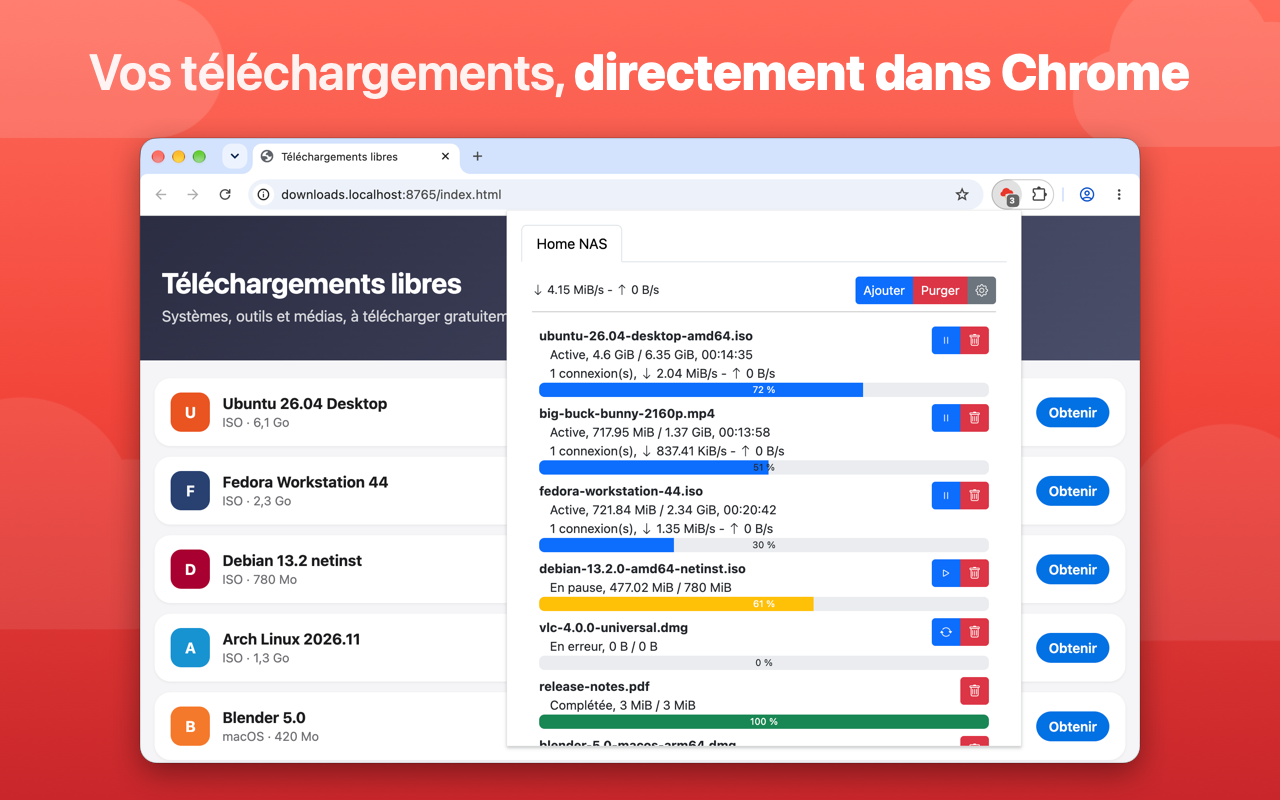 Vos téléchargements, directement dans Chrome
Téléchargements libres
downloads.localhost:8765/index.html
3
Home NAS
↓ 4.15 MiB/s - ↑ 0 B/s
Ajouter
Purger
Téléchargements libres
Systèmes, outils et médias, à télécharger
ubuntu-26.04-desktop-amd64.iso
Active, 4.6 GiB / 6.35 GiB, 00:14:35
1 connexion(s), ↓ 2.04 MiB/s - ↑ 0 B/s
72 %
big-buck-bunny-2160p.mp4
Active, 717.95 MiB / 1.37 GiB, 00:13:58
1 connexion(s), ↓ 837.41 KiB/s - ↑ 0 B/s
51 %
fedora-workstation-44.iso
Active, 721.84 MiB / 2.34 GiB, 00:20:42
1 connexion(s), ↓ 1.35 MiB/s - ↑ 0 B/s
30 %
debian-13.2.0-amd64-netinst.iso
En pause, 477.02 MiB / 780 MiB
61 %
vlc-4.0.0-universal.dmg
En erreur, 0 B / 0 B
0 %
release-notes.pdf
Complétée, 3 MiB / 3 MiB
100 %
blender-5.0-macos-arm64.dmg
U
Ubuntu 26.04 Desktop
ISO · 6,1 Go
Obtenir
F
Fedora Workstation 44
ISO · 2,3 Go
Obtenir
D
Debian 13.2 netinst
ISO · 780 Mo
Obtenir
A
Arch Linux 2026.11
ISO · 1,3 Go
Obtenir
B
Blender 5.0
macOS · 420 Mo
Obtenir